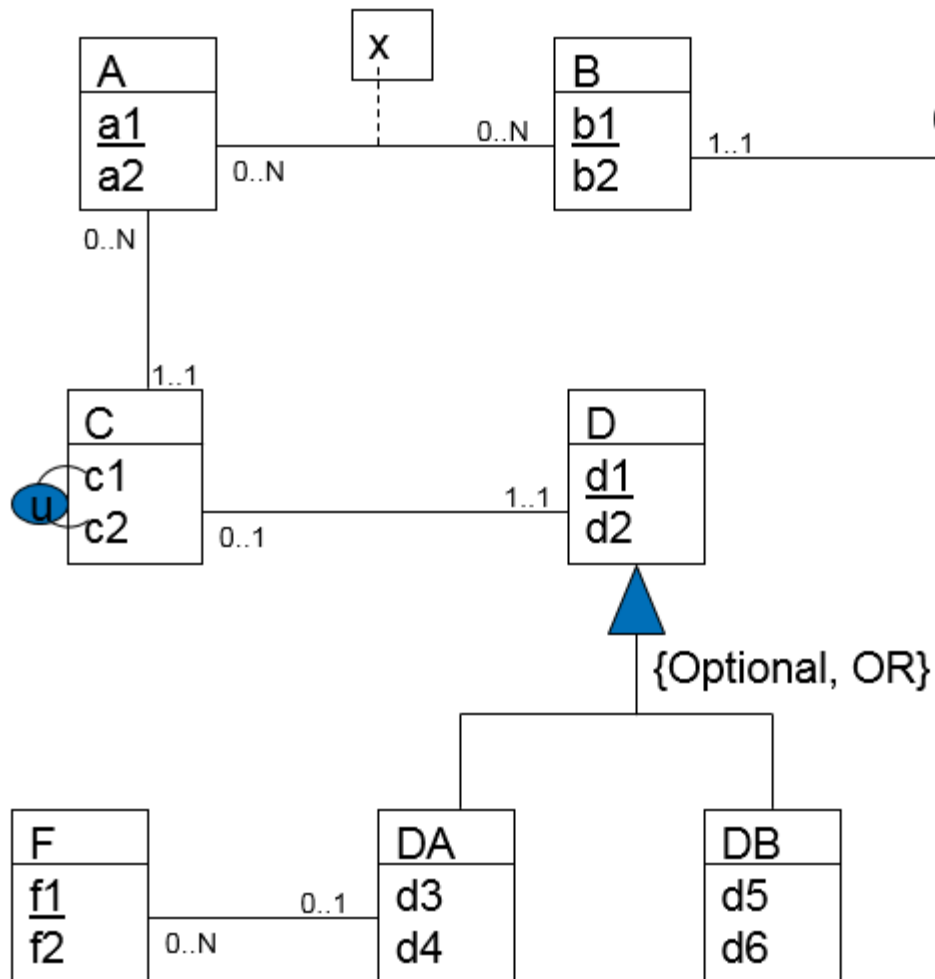 x
A
a1
a2
0..N
0..N
B
b1
b2
1..1
0..N
1..1
C
c1
c2
u
0..1
1..1
D
d1
d2
{Optional, OR}
F
f1
f2
0..N
0..1
DA
d3
d4
DB
d5
d6